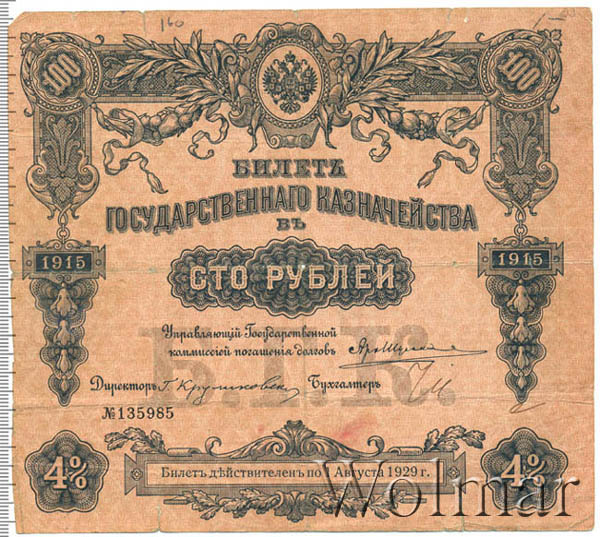 160
100 100
БИЛЕТЪ
ГОСУДАРСТВЕННАГО КАЗНАЧЕЙСТВА
ВЪ
1915 1915
СТО РУБЛЕЙ
Управляющій Государственной
коммиссіей погашенія долговъ
Б.Г.К.
Директоръ Бухгалтеръ
№135985
4% 4%
Билетъ дѣйствителенъ по 1 Августа 1929 г.
Wolmar